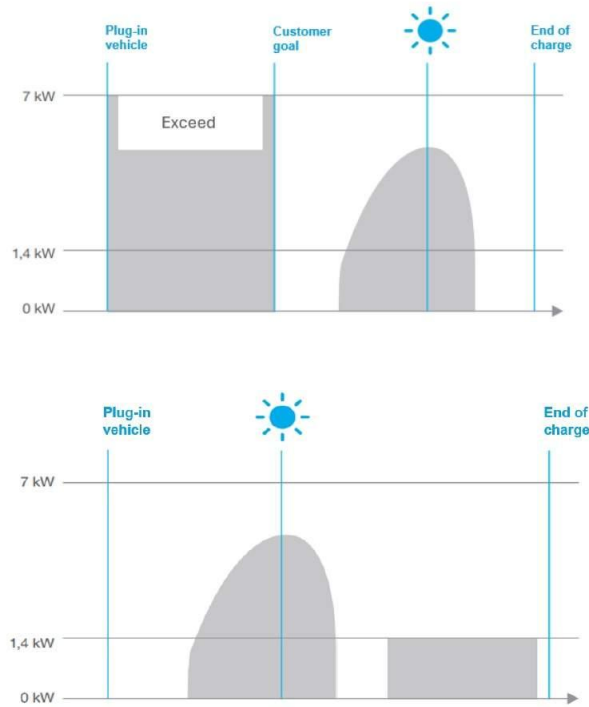 Plug-in
vehicle
Customer
goal
End of
charge
7 kW
Exceed
1,4 kW
0 kW
Plug-in
vehicle
End of
charge
7 kW
1,4 kW
0 kW